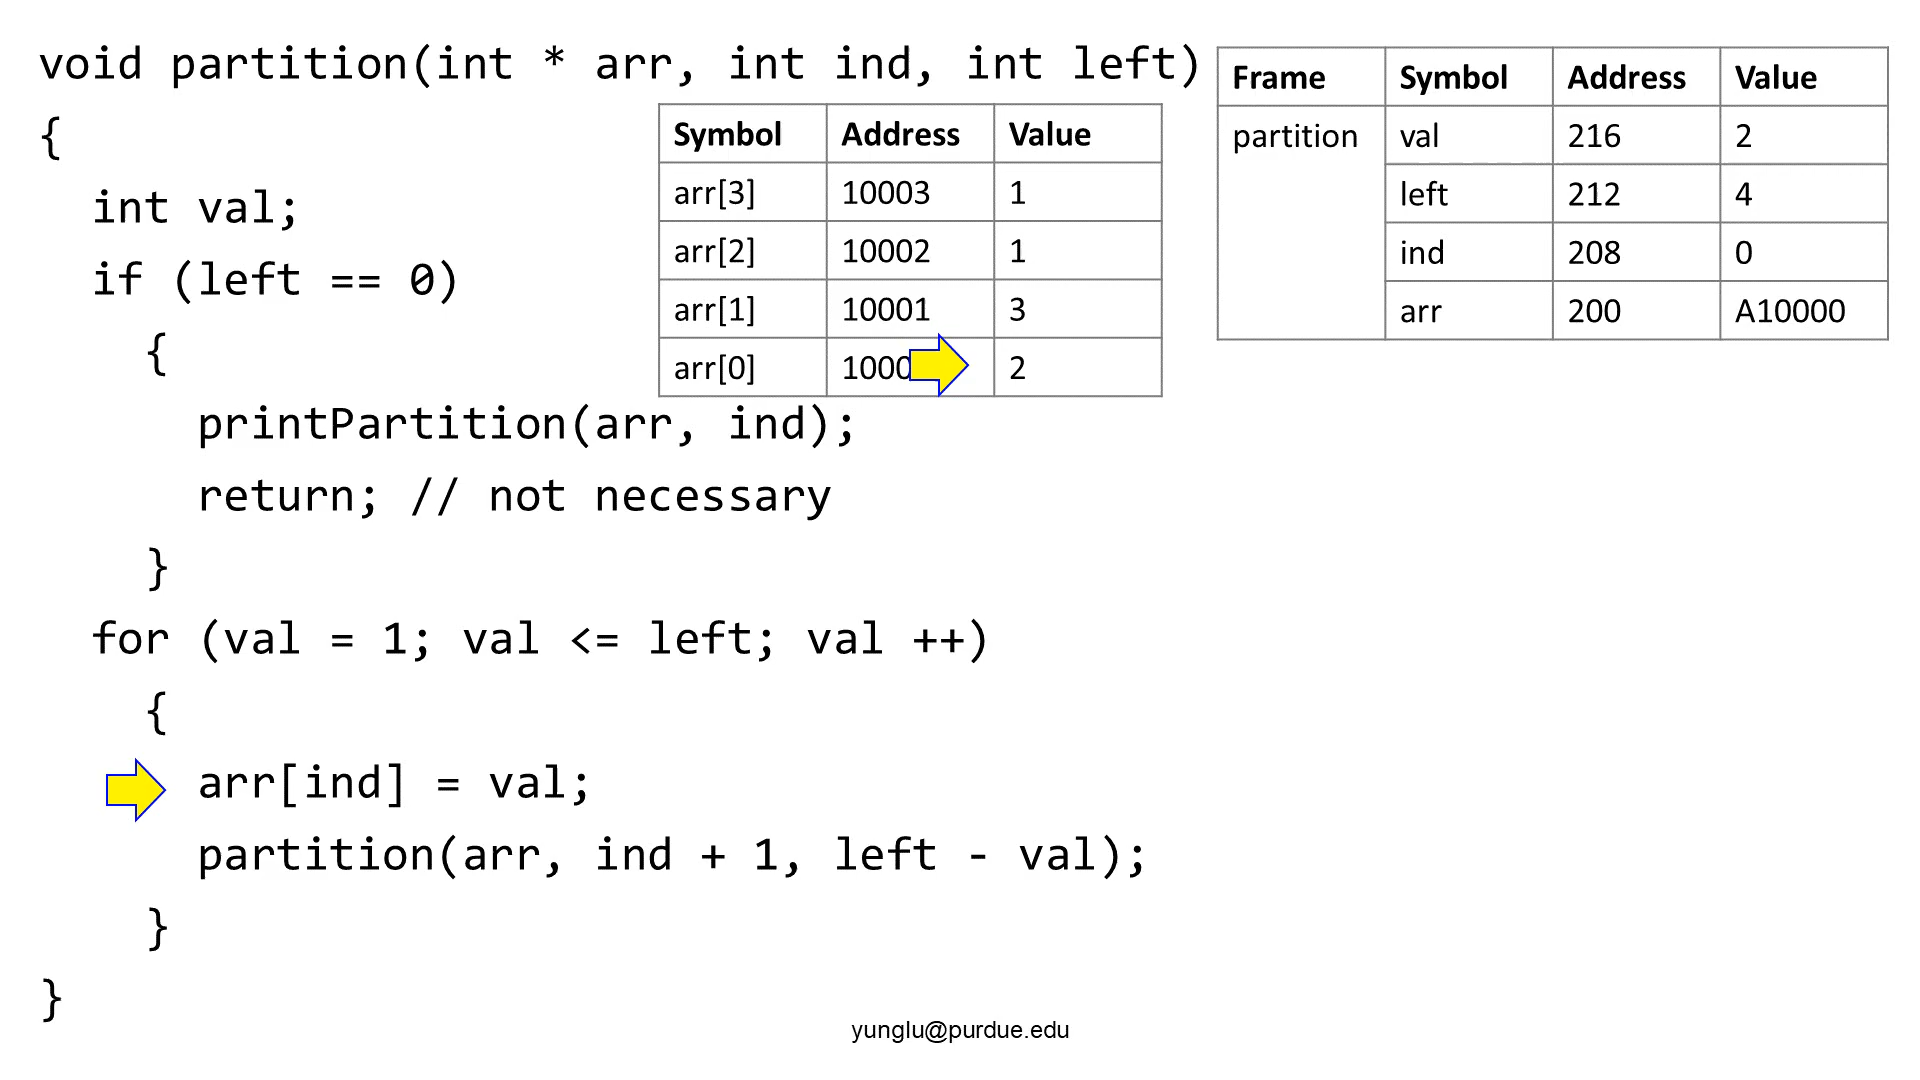 void partition(int * arr, int ind, int left)
{
int val;
if (left == 0)
{
printPartition(arr, ind);
return; // not necessary
}
for (val = 1; val <= left; val ++)
{
arr[ind] = val;
partition(arr, ind + 1, left - val);
}
}
Symbol Address Value
arr[3] 10003 1
arr[2] 10002 1
arr[1] 10001 3
arr[0] 1000 2
Frame Symbol Address Value
partition val 216 2
left 212 4
ind 208 0
arr 200 A10000
yunglu@purdue.edu